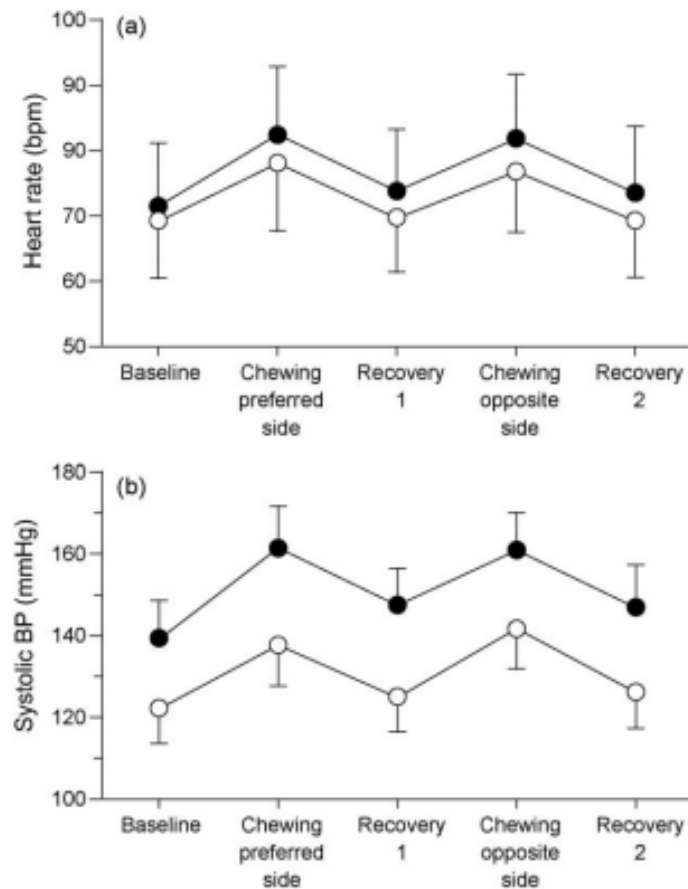 (a)
Heart rate (bpm)
100
90
90
70
60
50
Baseline
Chewing
preferred
side
Recovery
1
Chewing
opposite
side
Recovery
2
(b)
Systolic BP (mmHg)
180
160
140
120
100
Baseline
Chewing
preferred
side
Recovery
1
Chewing
opposite
side
Recovery
2